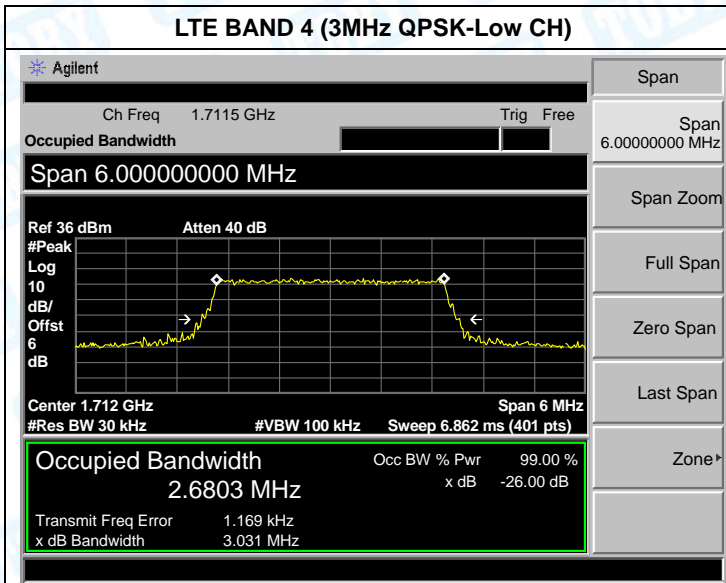 LTE BAND 4 (3MHz QPSK-Low CH)
Agilent
Ch Freq 1.7115 GHz Trig Free
Occupied Bandwidth
Span 6.000000000 MHz
Ref 36 dBm Atten 40 dB
#Peak
Log
10
dB/
Offst
6
dB
Center 1.712 GHz Span 6 MHz
#Res BW 30 kHz #VBW 100 kHz Sweep 6.862 ms (401 pts)
Occupied Bandwidth Occ BW % Pwr 99.00 %
2.6803 MHz x dB -26.00 dB
Transmit Freq Error 1.169 kHz
x dB Bandwidth 3.031 MHz
Span
Span
6.00000000 MHz
Span Zoom
Full Span
Zero Span
Last Span
Zone